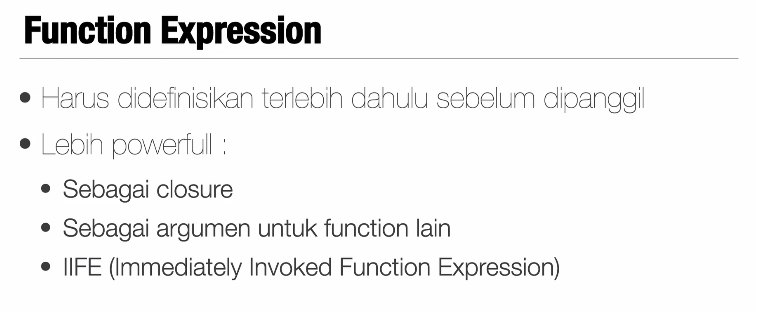 Function Expression
• Harus didefinisikan terlebih dahulu sebelum dipanggil
• Lebih powerfull :
• Sebagai closure
• Sebagai argumen untuk function lain
• IIFE (Immediately Invoked Function Expression)